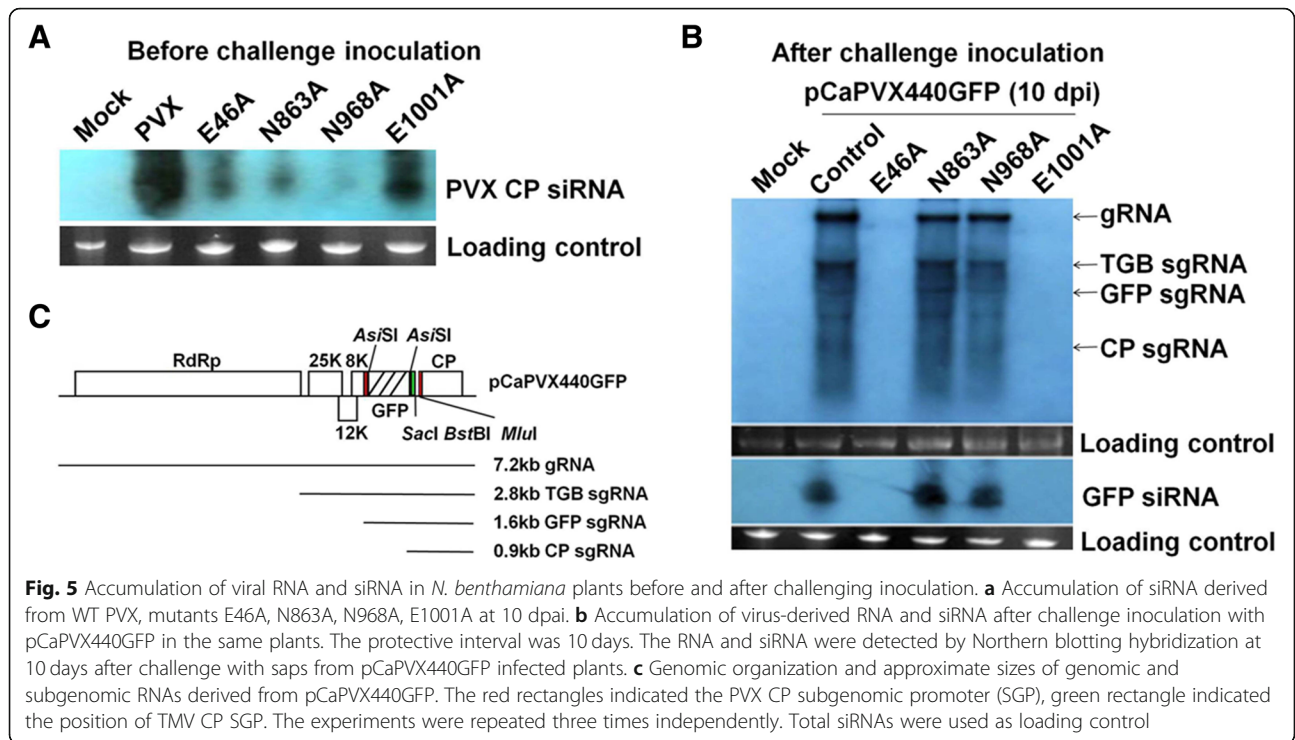 A
Before challenge inoculation
Mock PVX E46A N863A N968A E1001A
PVX CP siRNA
Loading control
B
After challenge inoculation
pCaPVX440GFP (10 dpi)
Mock Control E46A N863A N968A E1001A
gRNA
TGB sgRNA
GFP sgRNA
CP sgRNA
Loading control
GFP siRNA
Loading control
C
AsiSI AsiSI
RdRp 25K 8K CP
pCaPVX440GFP
GFP
12K SacI BstBI MluI
7.2kb gRNA
2.8kb TGB sgRNA
1.6kb GFP sgRNA
0.9kb CP sgRNA
Fig. 5 Accumulation of viral RNA and siRNA in N. benthamiana plants before and after challenging inoculation. a Accumulation of siRNA derived
from WT PVX, mutants E46A, N863A, N968A, E1001A at 10 dpai. b Accumulation of virus-derived RNA and siRNA after challenge inoculation with
pCaPVX440GFP in the same plants. The protective interval was 10 days. The RNA and siRNA were detected by Northern blotting hybridization at
10 days after challenge with saps from pCaPVX440GFP infected plants. c Genomic organization and approximate sizes of genomic and
subgenomic RNAs derived from pCaPVX440GFP. The red rectangles indicated the PVX CP subgenomic promoter (SGP), green rectangle indicated
the position of TMV CP SGP. The experiments were repeated three times independently. Total siRNAs were used as loading control